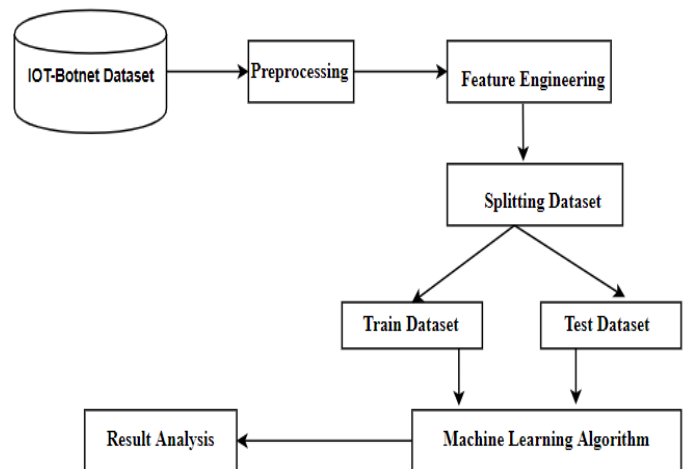 IOT-Botnet Dataset
Preprocessing
Feature Engineering
Splitting Dataset
Train Dataset
Test Dataset
Result Analysis
Machine Learning Algorithm